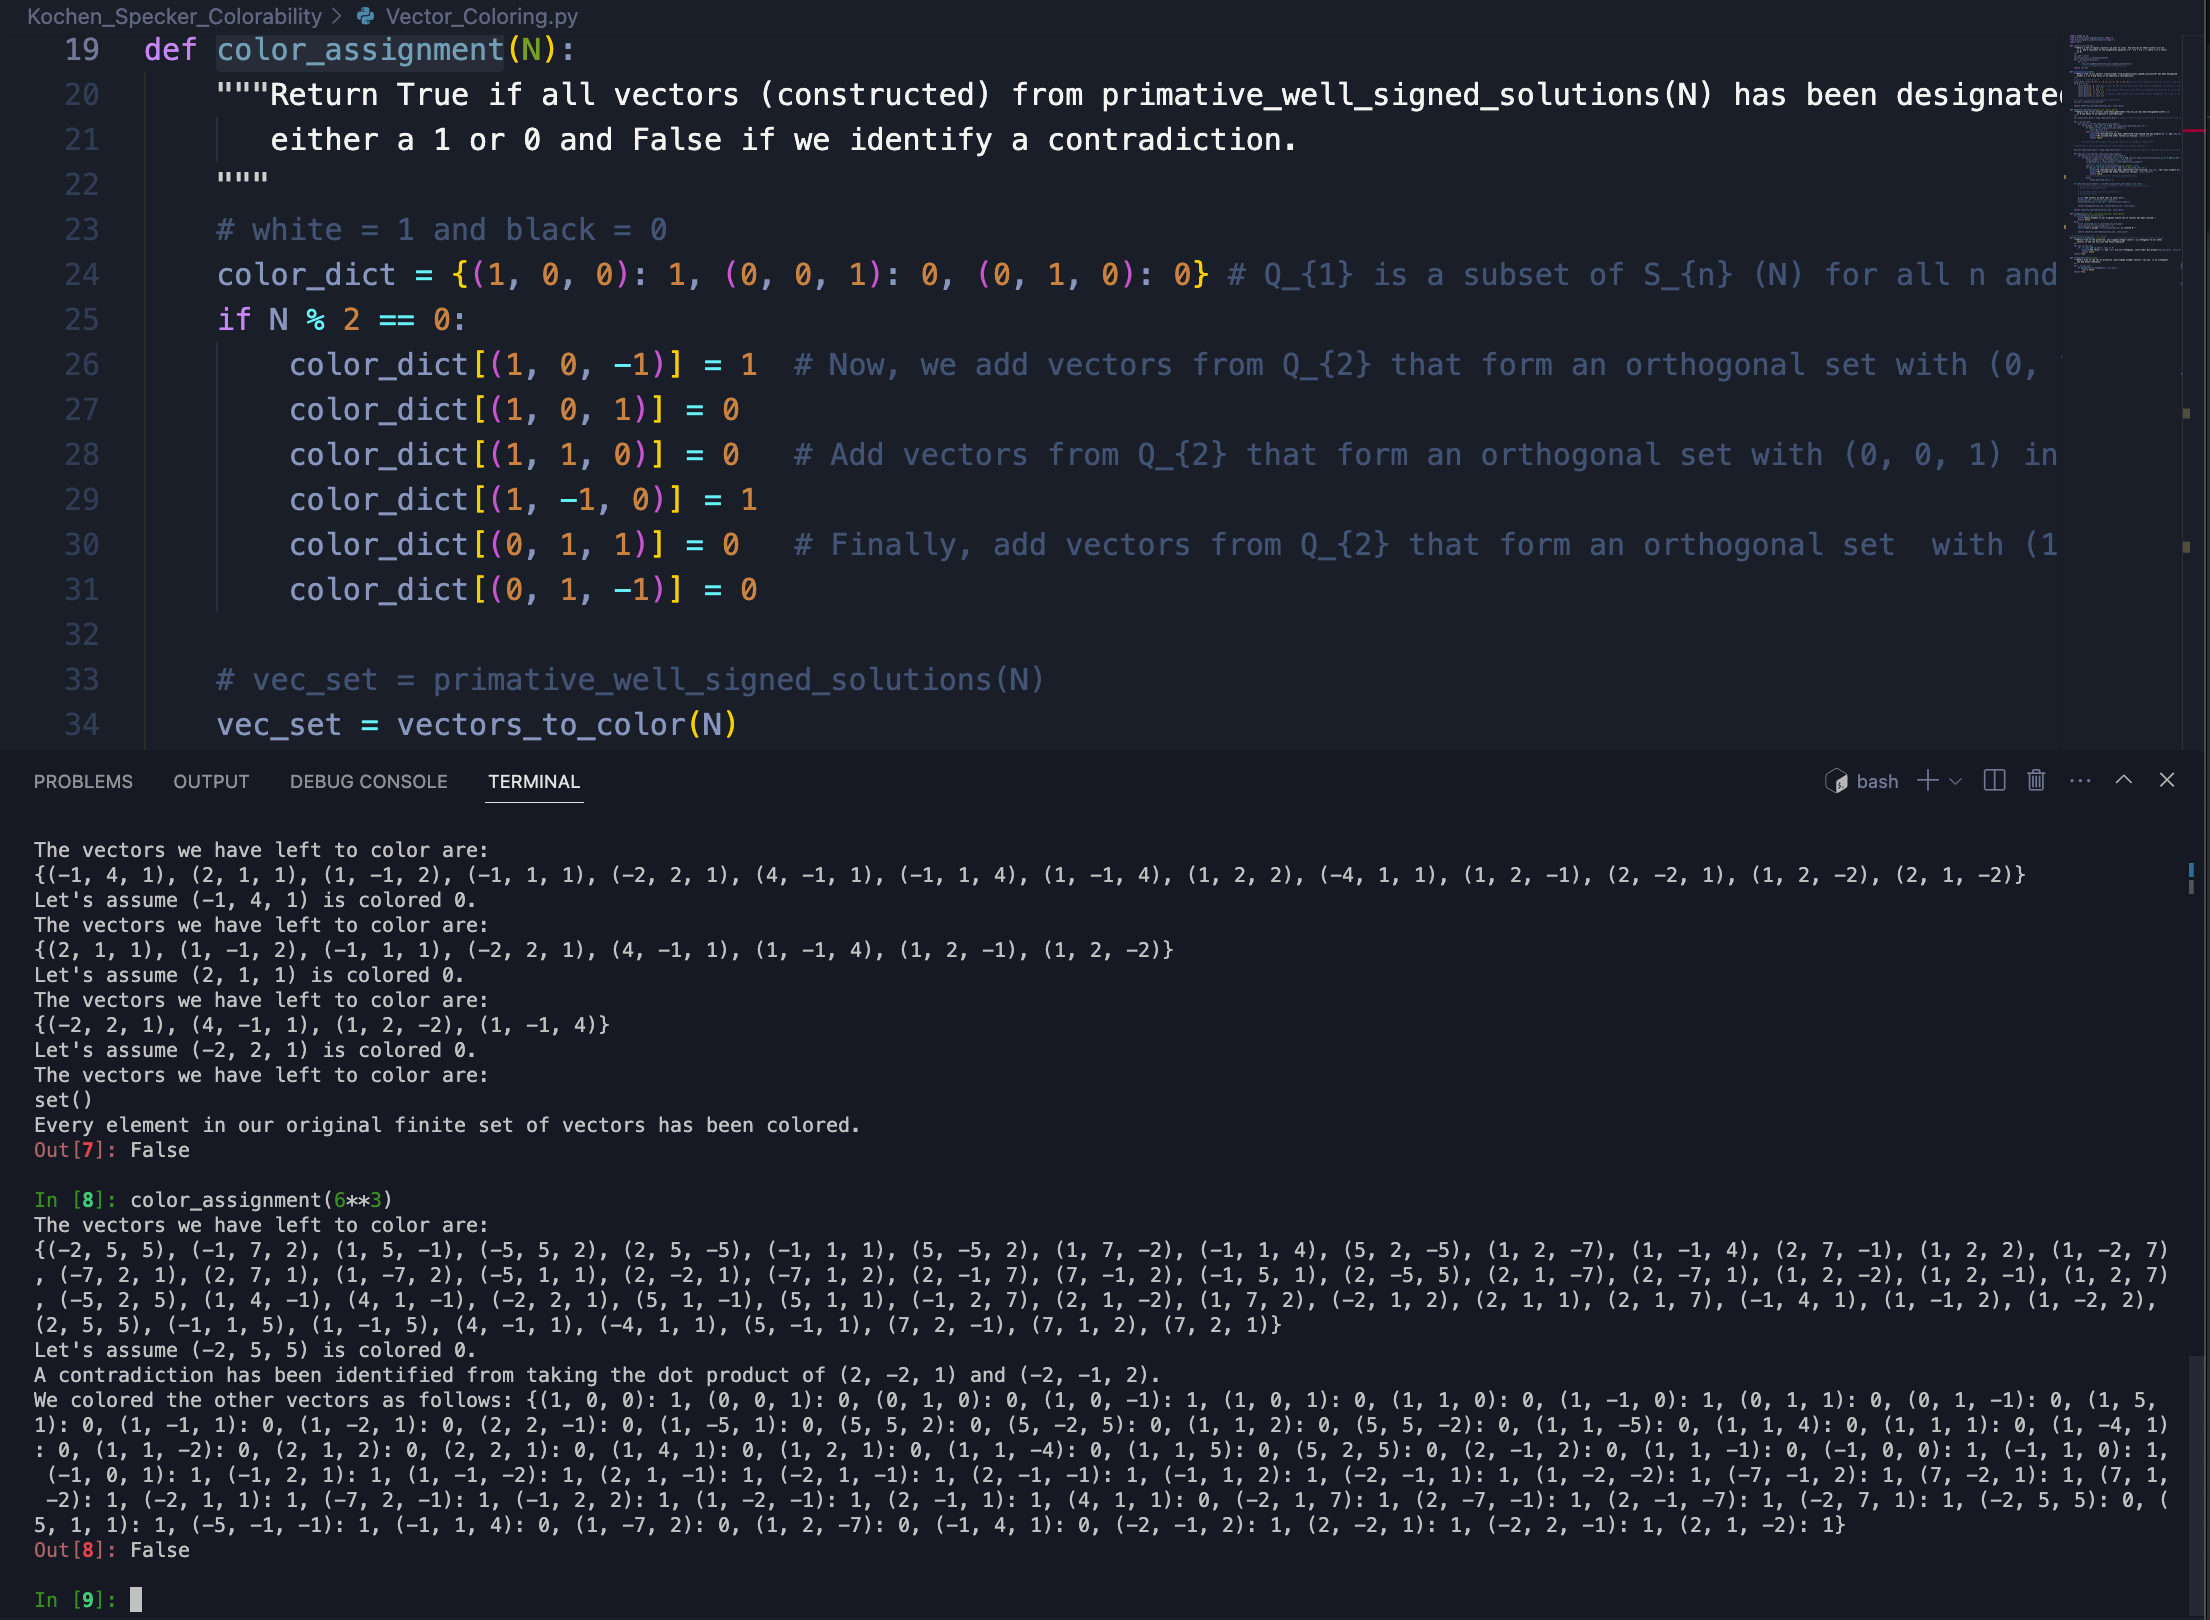 Kochen_Specker_Colorability > Vector_Coloring.py
19 def color_assignment(N):
20 """Return True if all vectors (constructed) from primative_well_signed_solutions(N) has been designate
21 either a 1 or 0 and False if we identify a contradiction.
22 """
23 # white = 1 and black = 0
24 color_dict = {(1, 0, 0): 1, (0, 0, 1): 0, (0, 1, 0): 0} # Q_{1} is a subset of S_{n} (N) for all n and
25 if N % 2 == 0:
26 color_dict[(1, 0, -1)] = 1 # Now, we add vectors from Q_{2} that form an orthogonal set with (0,
27 color_dict[(1, 0, 1)] = 0
28 color_dict[(1, 1, 0)] = 0 # Add vectors from Q_{2} that form an orthogonal set with (0, 0, 1) in
29 color_dict[(1, -1, 0)] = 1
30 color_dict[(0, 1, 1)] = 0 # Finally, add vectors from Q_{2} that form an orthogonal set  with (1
31 color_dict[(0, 1, -1)] = 0
32
33 # vec_set = primative_well_signed_solutions(N)
34 vec_set = vectors_to_color(N)
PROBLEMS OUTPUT DEBUG CONSOLE TERMINAL bash
The vectors we have left to color are:
{(-1, 4, 1), (2, 1, 1), (1, -1, 2), (-1, 1, 1), (-2, 2, 1), (4, -1, 1), (-1, 1, 4), (1, -1, 4), (1, 2, 2), (-4, 1, 1), (1, 2, -1), (2, -2, 1), (1, 2, -2), (2, 1, -2)}
Let's assume (-1, 4, 1) is colored 0.
The vectors we have left to color are:
{(2, 1, 1), (1, -1, 2), (-1, 1, 1), (-2, 2, 1), (4, -1, 1), (1, -1, 4), (1, 2, -1), (1, 2, -2)}
Let's assume (2, 1, 1) is colored 0.
The vectors we have left to color are:
{(-2, 2, 1), (4, -1, 1), (1, 2, -2), (1, -1, 4)}
Let's assume (-2, 2, 1) is colored 0.
The vectors we have left to color are:
set()
Every element in our original finite set of vectors has been colored.
Out[7]: False
In [8]: color_assignment(6**3)
The vectors we have left to color are:
{(-2, 5, 5), (-1, 7, 2), (1, 5, -1), (-5, 5, 2), (2, 5, -5), (-1, 1, 1), (5, -5, 2), (1, 7, -2), (-1, 1, 4), (5, 2, -5), (1, 2, -7), (1, -1, 4), (2, 7, -1), (1, 2, 2), (1, -2, 7)
, (-7, 2, 1), (2, 7, 1), (1, -7, 2), (-5, 1, 1), (2, -2, 1), (-7, 1, 2), (2, -1, 7), (7, -1, 2), (-1, 5, 1), (2, -5, 5), (2, 1, -7), (2, -7, 1), (1, 2, -2), (1, 2, -1), (1, 2, 7)
, (-5, 2, 5), (1, 4, -1), (4, 1, -1), (-2, 2, 1), (5, 1, -1), (5, 1, 1), (-1, 2, 7), (2, 1, -2), (1, 7, 2), (-2, 1, 2), (2, 1, 1), (2, 1, 7), (-1, 4, 1), (1, -1, 2), (1, -2, 2),
(2, 5, 5), (-1, 1, 5), (1, -1, 5), (4, -1, 1), (-4, 1, 1), (5, -1, 1), (7, 2, -1), (7, 1, 2), (7, 2, 1)}
Let's assume (-2, 5, 5) is colored 0.
A contradiction has been identified from taking the dot product of (2, -2, 1) and (-2, -1, 2).
We colored the other vectors as follows: {(1, 0, 0): 1, (0, 0, 1): 0, (0, 1, 0): 0, (1, 0, -1): 1, (1, 0, 1): 0, (1, 1, 0): 0, (1, -1, 0): 1, (0, 1, 1): 0, (0, 1, -1): 0, (1, 5,
1): 0, (1, -1, 1): 0, (1, -2, 1): 0, (2, 2, -1): 0, (1, -5, 1): 0, (5, 5, 2): 0, (5, -2, 5): 0, (1, 1, 2): 0, (5, 5, -2): 0, (1, 1, -5): 0, (1, 1, 4): 0, (1, 1, 1): 0, (1, -4, 1)
: 0, (1, 1, -2): 0, (2, 1, 2): 0, (2, 2, 1): 0, (1, 4, 1): 0, (1, 2, 1): 0, (1, 1, -4): 0, (1, 1, 5): 0, (5, 2, 5): 0, (2, -1, 2): 0, (1, 1, -1): 0, (-1, 0, 0): 1, (-1, 1, 0): 1,
(-1, 0, 1): 1, (-1, 2, 1): 1, (1, -1, -2): 1, (2, 1, -1): 1, (-2, 1, -1): 1, (2, -1, -1): 1, (-1, 1, 2): 1, (-2, -1, 1): 1, (1, -2, -2): 1, (-7, -1, 2): 1, (7, -2, 1): 1, (7, 1,
-2): 1, (-2, 1, 1): 1, (-7, 2, -1): 1, (-1, 2, 2): 1, (1, -2, -1): 1, (2, -1, 1): 1, (4, 1, 1): 0, (-2, 1, 7): 1, (2, -7, -1): 1, (2, -1, -7): 1, (-2, 7, 1): 1, (-2, 5, 5): 0, (
5, 1, 1): 1, (-5, -1, -1): 1, (-1, 1, 4): 0, (1, -7, 2): 0, (1, 2, -7): 0, (-1, 4, 1): 0, (-2, -1, 2): 1, (2, -2, 1): 1, (-2, 2, -1): 1, (2, 1, -2): 1}
Out[8]: False
In [9]: